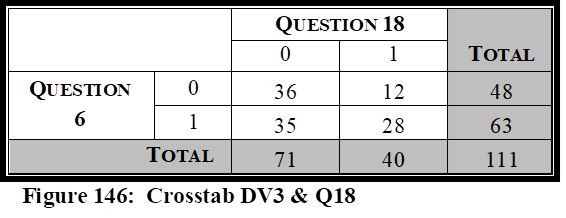 QUESTION 18
0 1 TOTAL
QUESTION 6 0 36 12 48
1 35 28 63
TOTAL 71 40 111
Figure 146: Crosstab DV3 & Q18